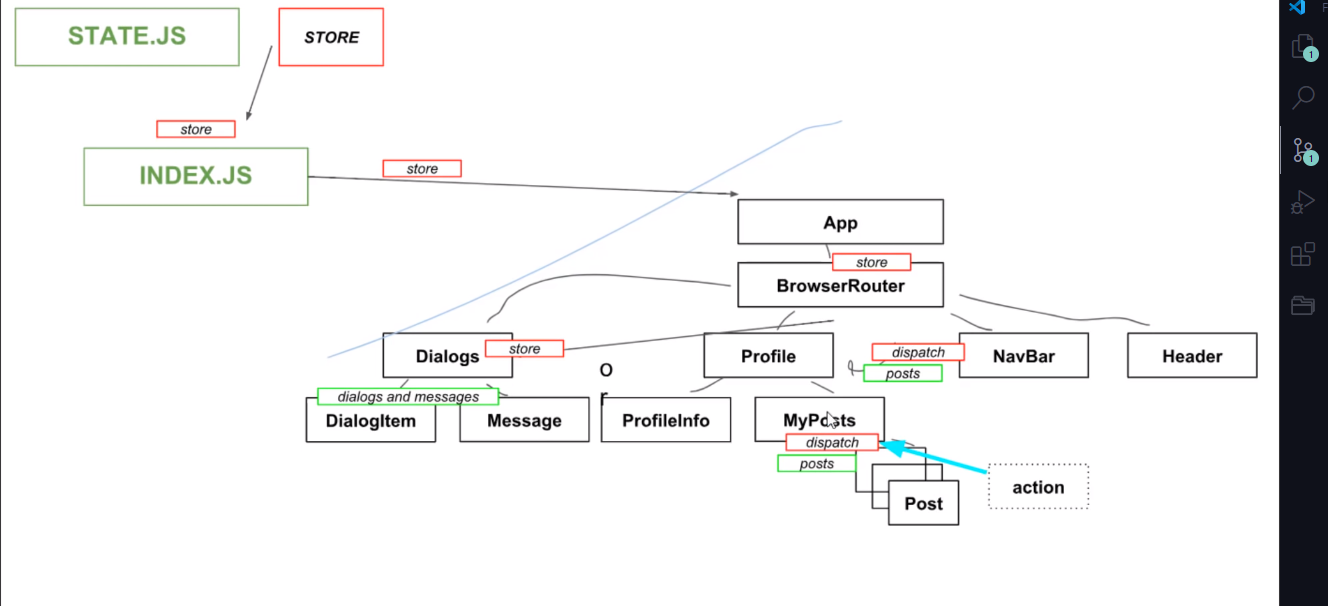 STATE.JS
STORE
store
INDEX.JS
store
App
store
BrowserRouter
Dialogs
store
O
r
Profile
dispatch
posts
NavBar
Header
dialogs and messages
DialogItem
Message
ProfileInfo
MyPosts
dispatch
posts
action
Post
1
1